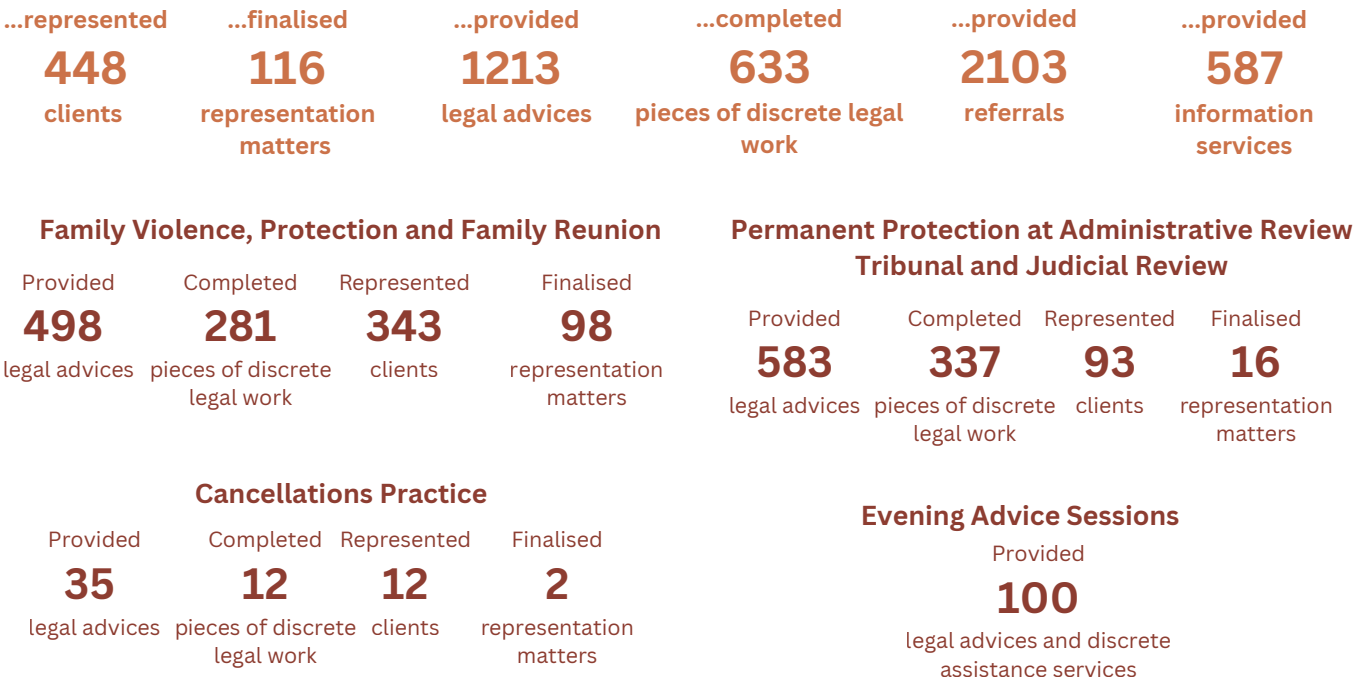 ...represented
448
clients
...finalised
116
representation
matters
...provided
1213
legal advices
...completed
633
pieces of discrete legal
work
...provided
2103
referrals
...provided
587
information
services
Family Violence, Protection and Family Reunion
Provided
498
legal advices
Completed
281
pieces of discrete
legal work
Represented
343
clients
Finalised
98
representation
matters
Permanent Protection at Administrative Review
Tribunal and Judicial Review
Provided
583
legal advices
Completed
337
pieces of discrete
legal work
Represented
93
clients
Finalised
16
representation
matters
Cancellations Practice
Provided
35
legal advices
Completed
12
pieces of discrete
legal work
Represented
12
clients
Finalised
2
representation
matters
Evening Advice Sessions
Provided
100
legal advices and discrete
assistance services